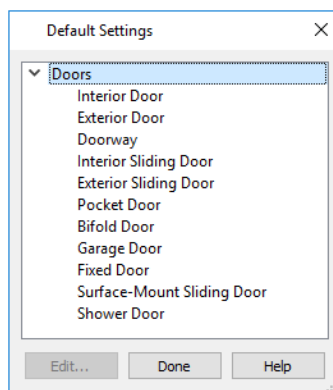 Default Settings
Doors
Interior Door
Exterior Door
Doorway
Interior Sliding Door
Exterior Sliding Door
Pocket Door
Bifold Door
Garage Door
Fixed Door
Surface-Mount Sliding Door
Shower Door
Edit... Done Help